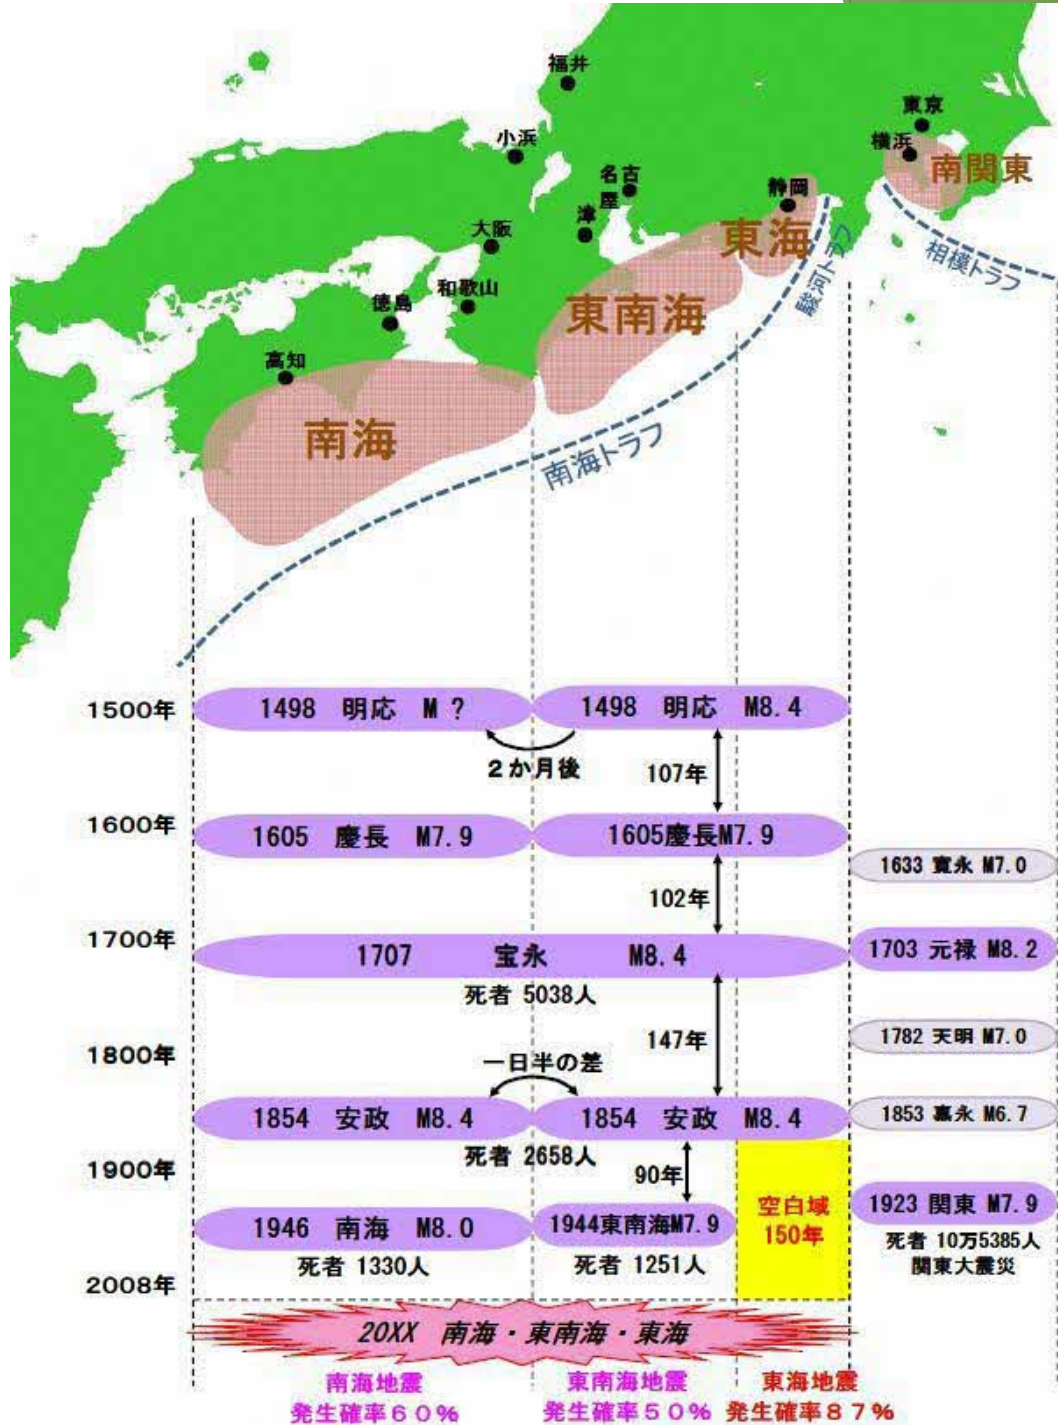 福井
東京
小浜
横浜
南関東
名古
屋
静岡
津
大阪
東海
駿河トラフ
相模トラフ
和歌山
徳島
東南海
高知
南海
南海トラフ
1500年
1498 明応 M ?
1498 明応 M8.4
2か月後
107年
1600年
1605 慶長 M7.9
1605慶長M7.9
1633 寛永 M7.0
102年
1700年
1707 宝永 M8.4
1703 元禄 M8.2
死者 5038人
147年
1782 天明 M7.0
1800年
一日半の差
1854 安政 M8.4
1854 安政 M8.4
1853 嘉永 M6.7
死者 2658人
1900年
90年
空白域
150年
1923 関東 M7.9
1946 南海 M8.0
1944東南海M7.9
死者 10万5385人
関東大震災
死者 1330人
死者 1251人
2008年
20XX 南海・東南海・東海
南海地震
発生確率60%
東南海地震
発生確率50%
東海地震
発生確率87%